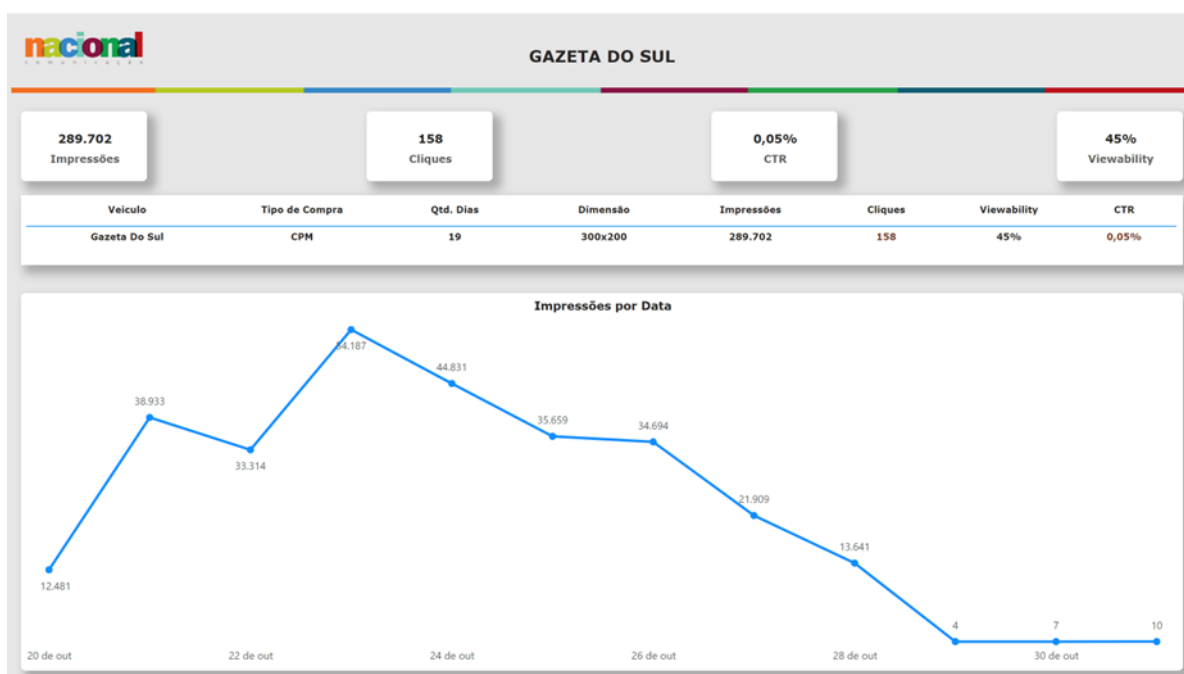 nacional
comunicação
GAZETA DO SUL
289.702
Impressões
158
Cliques
0,05%
CTR
45%
Viewability
Veiculo Tipo de Compra Qtd. Dias Dimensão Impressões Cliques Viewability CTR
Gazeta Do Sul CPM 19 300x200 289.702 158 45% 0,05%
Impressões por Data
12.481
38.933
33.314
54.187
44.831
35.659
34.694
21.909
13.641
4
7
10
20 de out 22 de out 24 de out 26 de out 28 de out 30 de out